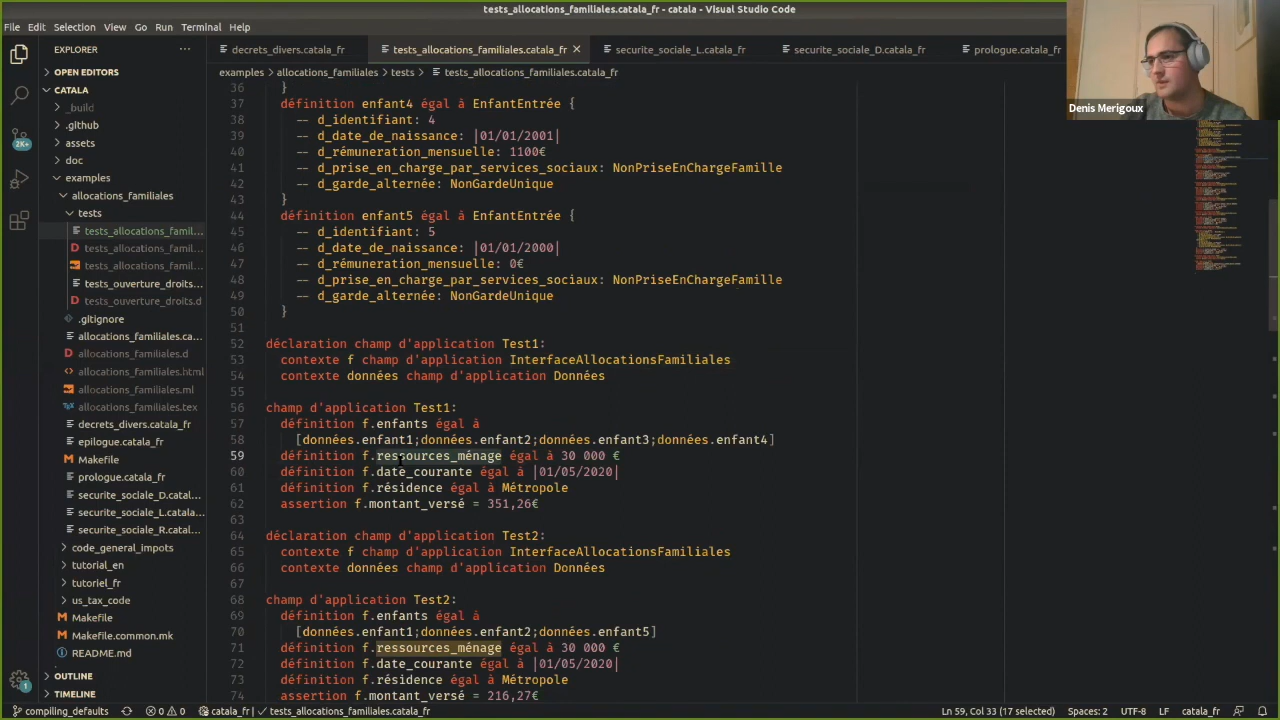 tests_allocations_familiales.catala_fr - catala - Visual Studio Code
File Edit Selection View Go Run Terminal Help
Denis Merigoux
EXPLORER ···
decrets_divers.catala_fr
tests_allocations_familiales.catala_fr ×
securite_sociale_L.catala_fr
securite_sociale_D.catala_fr
prologue.catala_fr
examples > allocations_familiales > tests > tests_allocations_familiales.catala_fr
OPEN EDITORS
CATALA
_build
.github
assets
doc
examples
allocations_familiales
tests
tests_allocations_famil...
tests_allocations_famil...
tests_allocations_famil...
tests_ouverture_droits...
tests_ouverture_droits.d
.gitignore
allocations_familiales.ca...
allocations_familiales.d
allocations_familiales.html
allocations_familiales.ml
allocations_familiales.tex
decrets_divers.catala_fr
epilogue.catala_fr
Makefile
prologue.catala_fr
securite_sociale_D.catal...
securite_sociale_L.catala...
securite_sociale_R.catal...
code_general_impots
tutorial_en
tutoriel_fr
us_tax_code
Makefile
Makefile.common.mk
README.md
OUTLINE
TIMELINE
2K+
1
36 }
37 définition enfant4 égal à EnfantEntrée {
38 -- d_identifiant: 4
39 -- d_date_de_naissance: |01/01/2001|
40 -- d_rémuneration_mensuelle: 1100€
41 -- d_prise_en_charge_par_services_sociaux: NonPriseEnChargeFamille
42 -- d_garde_alternée: NonGardeUnique
43 }
44 définition enfant5 égal à EnfantEntrée {
45 -- d_identifiant: 5
46 -- d_date_de_naissance: |01/01/2000|
47 -- d_rémuneration_mensuelle: 0€
48 -- d_prise_en_charge_par_services_sociaux: NonPriseEnChargeFamille
49 -- d_garde_alternée: NonGardeUnique
50 }
51
52 déclaration champ d'application Test1:
53 contexte f champ d'application InterfaceAllocationsFamiliales
54 contexte données champ d'application Données
55
56 champ d'application Test1:
57 définition f.enfants égal à
58 [données.enfant1;données.enfant2;données.enfant3;données.enfant4]
59 définition f.ressources_ménage égal à 30 000 €
60 définition f.date_courante égal à |01/05/2020|
61 définition f.résidence égal à Métropole
62 assertion f.montant_versé = 351,26€
63
64 déclaration champ d'application Test2:
65 contexte f champ d'application InterfaceAllocationsFamiliales
66 contexte données champ d'application Données
67
68 champ d'application Test2:
69 définition f.enfants égal à
70 [données.enfant1;données.enfant2;données.enfant5]
71 définition f.ressources_ménage égal à 30 000 €
72 définition f.date_courante égal à |01/05/2020|
73 définition f.résidence égal à Métropole
74 assertion f.montant_versé = 216,27€
compiling_defaults 0 0 catala_fr tests_allocations_familiales.catala_fr Ln 59, Col 33 (17 selected) Spaces: 2 UTF-8 LF catala_fr